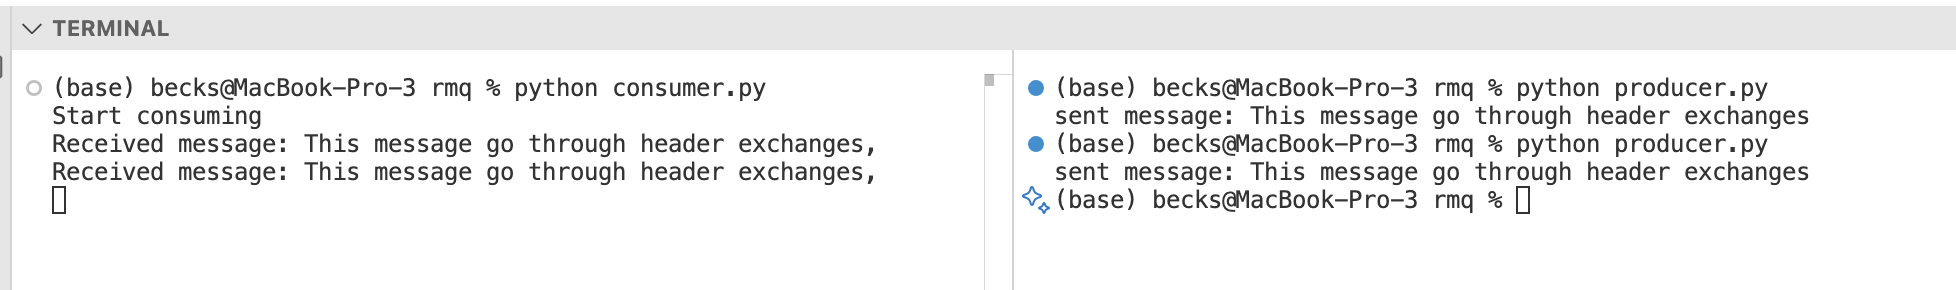 TERMINAL
(base) becks@MacBook-Pro-3 rmq % python consumer.py
Start consuming
Received message: This message go through header exchanges,
Received message: This message go through header exchanges,
(base) becks@MacBook-Pro-3 rmq % python producer.py
sent message: This message go through header exchanges
(base) becks@MacBook-Pro-3 rmq % python producer.py
sent message: This message go through header exchanges
(base) becks@MacBook-Pro-3 rmq %